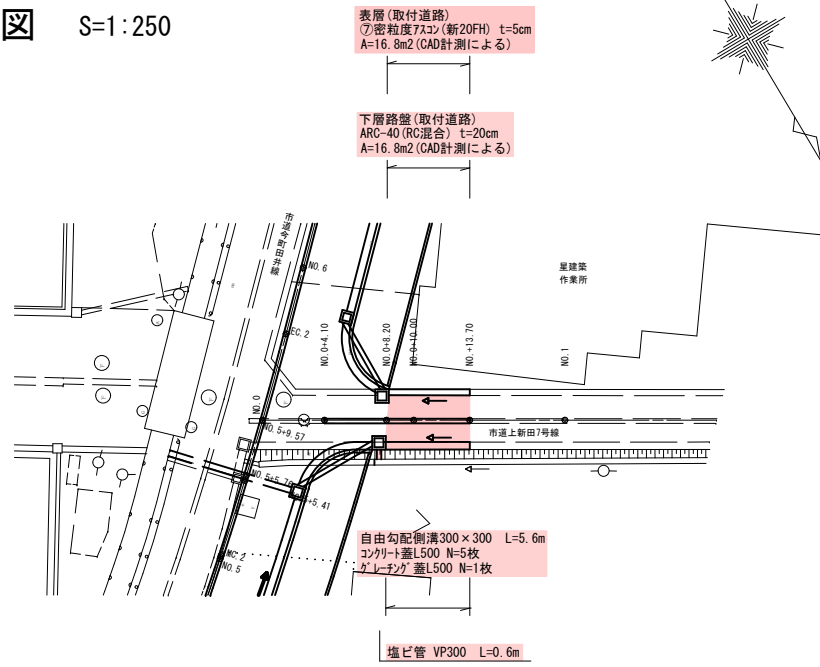 図 S=1:250
表層(取付道路)
⑦密粒度アスコン(新20FH) t=5cm
A=16.8m2(CAD計測による)
下層路盤(取付道路)
ARC-40(RC混合) t=20cm
A=16.8m2(CAD計測による)
市道今町田井線
NO.6
星建築
作業所
EC.2
NO.0+4.10
NO.0+8.20
NO.0+10.00
NO.+13.70
NO.1
NO.0
NO.5+9.57
市道上新田7号線
NO.5+5.76
+5.41
MC.2
NO.5
自由勾配側溝300×300 L=5.6m
コンクリート蓋L500 N=5枚
グレーチング蓋L500 N=1枚
塩ビ管 VP300 L=0.6m